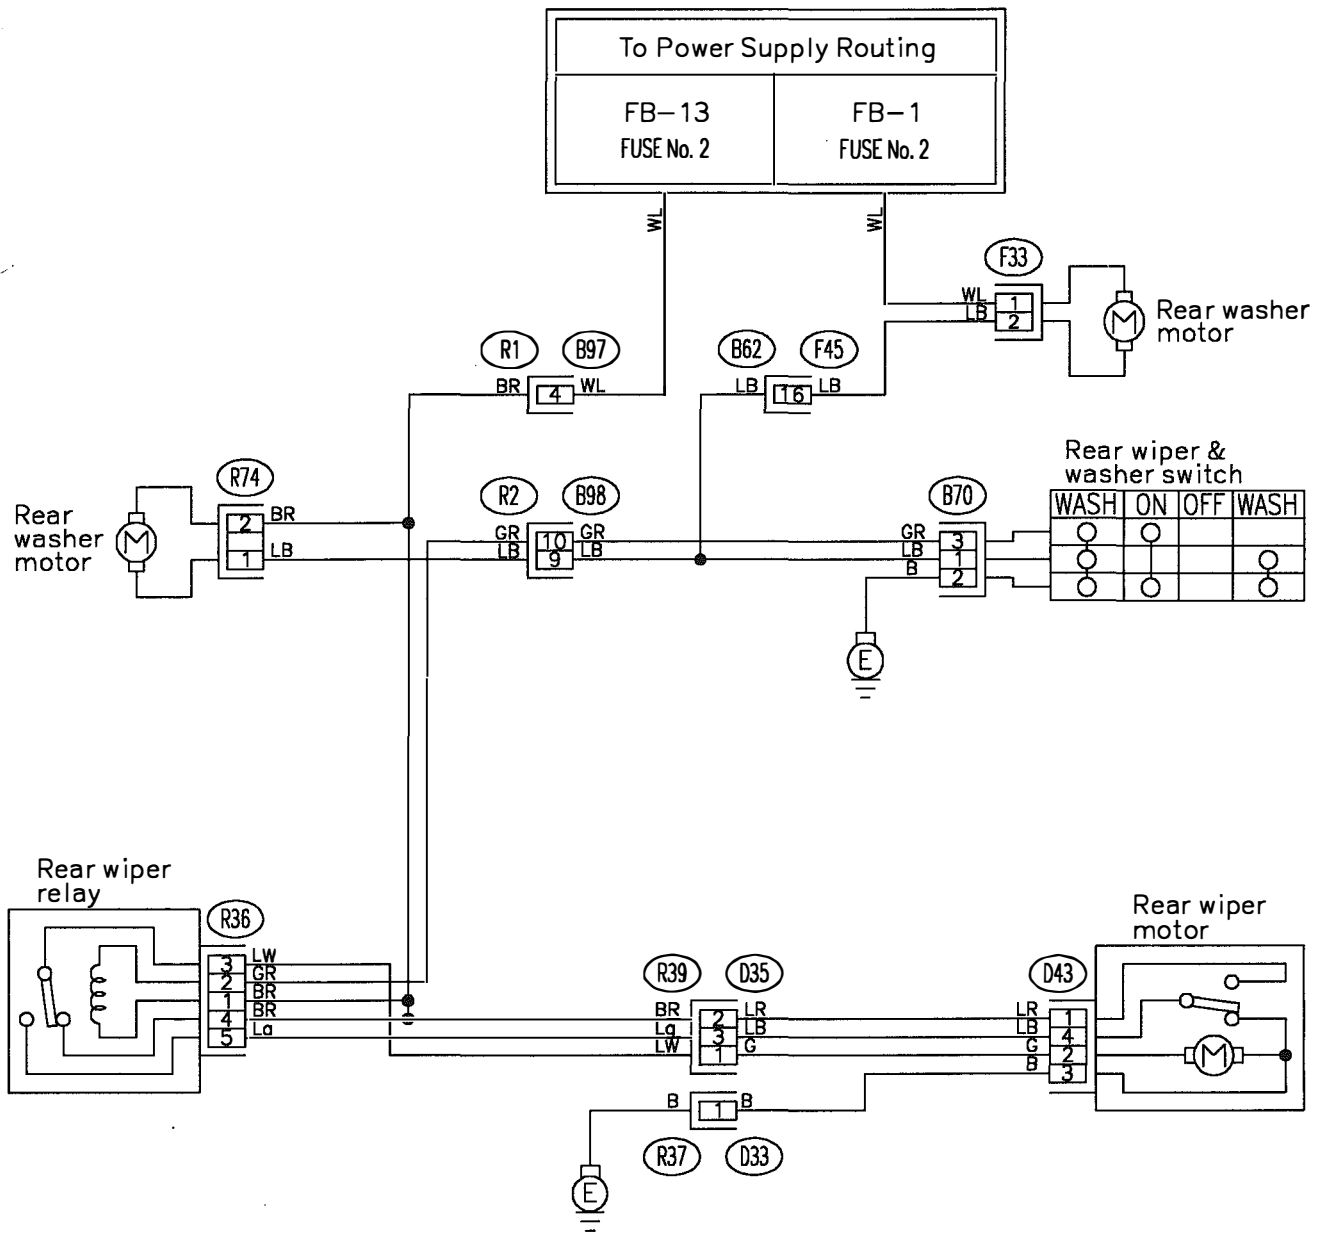 To Power Supply Routing
FB-13
FUSE No. 2
FB-1
FUSE No. 2
WL
WL
F33
WL
1
LB
2
M
Rear washer
motor
R1
B97
BR
4
WL
B62
F45
LB
16
LB
Rear wiper &
washer switch
WASH
ON
OFF
WASH
R74
2
BR
1
LB
Rear
washer
motor
M
R2
B98
GR
10
GR
LB
9
LB
B70
GR
3
LB
1
B
2
E
Rear wiper
relay
R36
3
LW
2
GR
1
BR
4
BR
5
Lg
R39
D35
BR
2
LR
Lg
3
LB
LW
1
G
D43
LR
1
LB
4
G
2
B
3
Rear wiper
motor
M
B
1
B
R37
D33
E